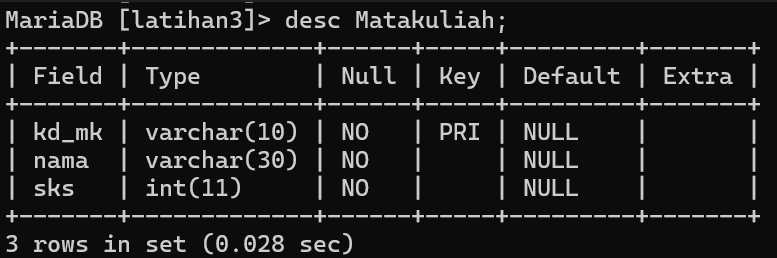 MariaDB [latihan3]> desc Matakuliah;
+-------+-------------+------+-----+---------+-------+
| Field | Type        | Null | Key | Default | Extra |
+-------+-------------+------+-----+---------+-------+
| kd_mk | varchar(10) | NO   | PRI | NULL    |       |
| nama  | varchar(30) | NO   |     | NULL    |       |
| sks   | int(11)     | NO   |     | NULL    |       |
+-------+-------------+------+-----+---------+-------+
3 rows in set (0.028 sec)